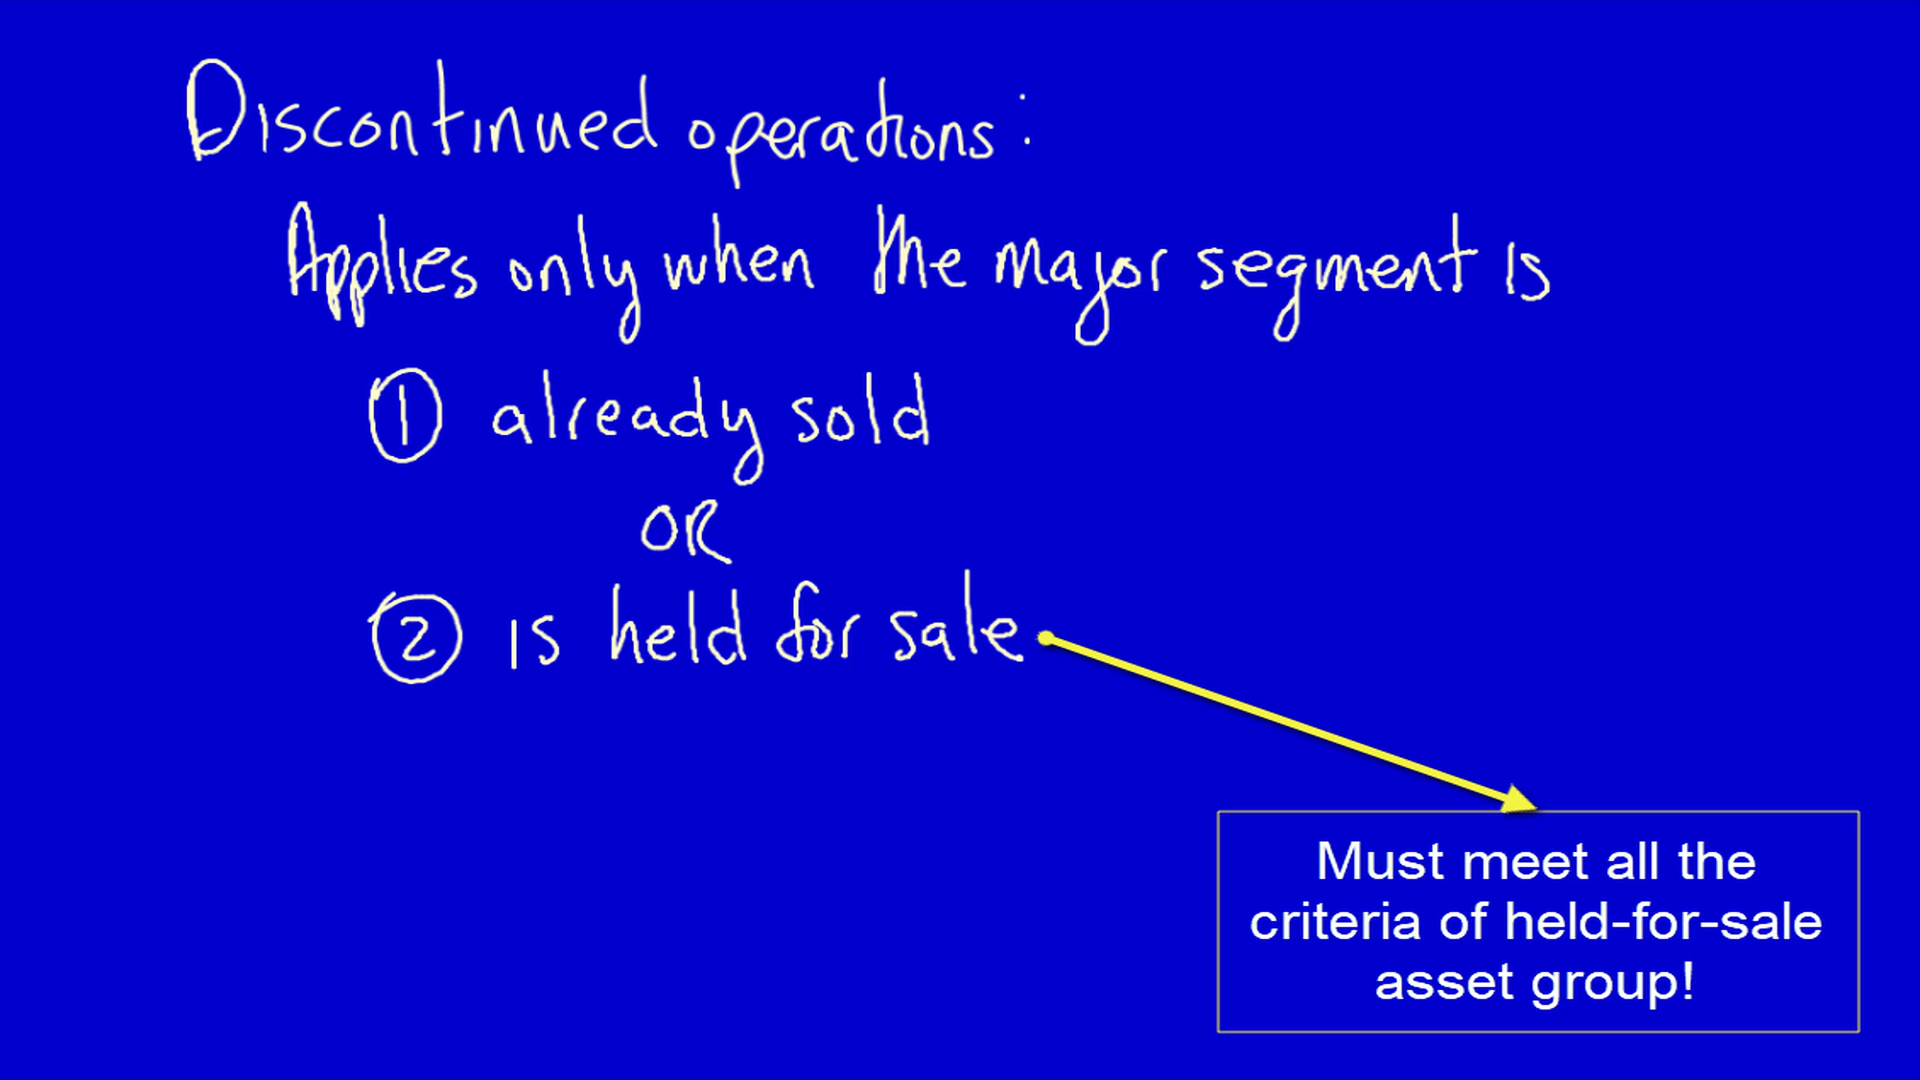 Discontinued operations:
Applies only when the major segment is
① already sold
OR
② is held for sale
Must meet all the
criteria of held-for-sale
asset group!